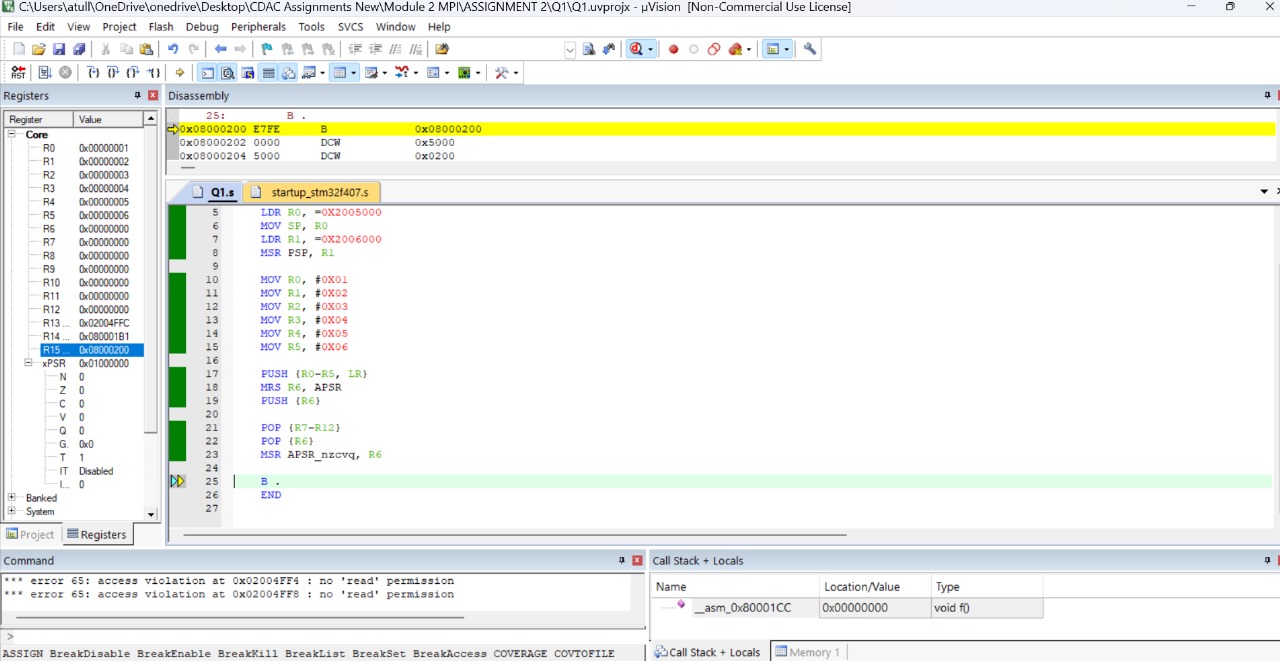 C:\Users\atull\OneDrive\onedrive\Desktop\CDAC Assignments New\Module 2 MPI\ASSIGNMENT 2\Q1\Q1.uvprojx - µVision [Non-Commercial Use License]
File Edit View Project Flash Debug Peripherals Tools SVCS Window Help
Registers
Register Value
Core
R0 0x00000001
R1 0x00000002
R2 0x00000003
R3 0x00000004
R4 0x00000005
R5 0x00000006
R6 0x00000000
R7 0x00000000
R8 0x00000000
R9 0x00000000
R10 0x00000000
R11 0x00000000
R12 0x00000000
R13 ... 0x02004FFC
R14 ... 0x080001B1
R15 ... 0x08000200
xPSR 0x01000000
N 0
Z 0
C 0
V 0
Q 0
G. 0x0
T 1
IT Disabled
I... 0
Banked
System
Project Registers
Disassembly
25: B .
0x08000200 E7FE B 0x08000200
0x08000202 0000 DCW 0x5000
0x08000204 5000 DCW 0x0200
Q1.s startup_stm32f407.s
5 LDR R0, =0X2005000
6 MOV SP, R0
7 LDR R1, =0X2006000
8 MSR PSP, R1
9
10 MOV R0, #0X01
11 MOV R1, #0X02
12 MOV R2, #0X03
13 MOV R3, #0X04
14 MOV R4, #0X05
15 MOV R5, #0X06
16
17 PUSH {R0-R5, LR}
18 MRS R6, APSR
19 PUSH {R6}
20
21 POP {R7-R12}
22 POP {R6}
23 MSR APSR_nzcvq, R6
24
25 B .
26 END
27
Command
*** error 65: access violation at 0x02004FF4 : no 'read' permission
*** error 65: access violation at 0x02004FF8 : no 'read' permission
>
ASSIGN BreakDisable BreakEnable BreakKill BreakList BreakSet BreakAccess COVERAGE COVTOFILE
Call Stack + Locals
Name Location/Value Type
__asm_0x80001CC 0x00000000 void f()
Call Stack + Locals Memory 1